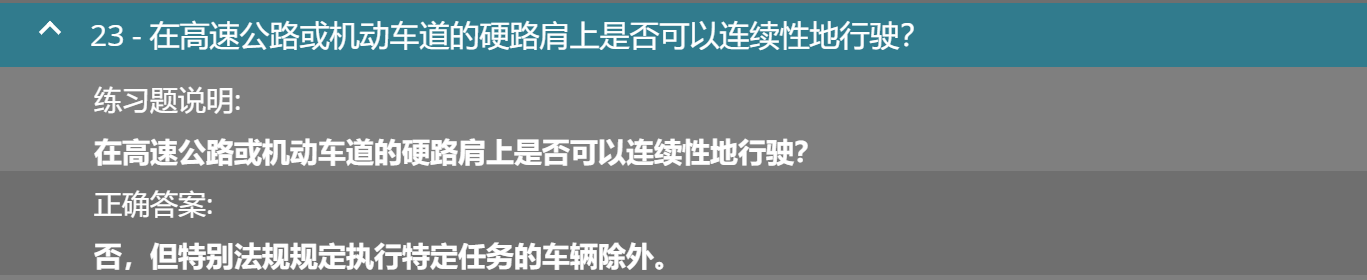 23 - 在高速公路或机动车道的硬路肩上是否可以连续性地行驶?
练习题说明:
在高速公路或机动车道的硬路肩上是否可以连续性地行驶?
正确答案:
否，但特别法规规定执行特定任务的车辆除外。